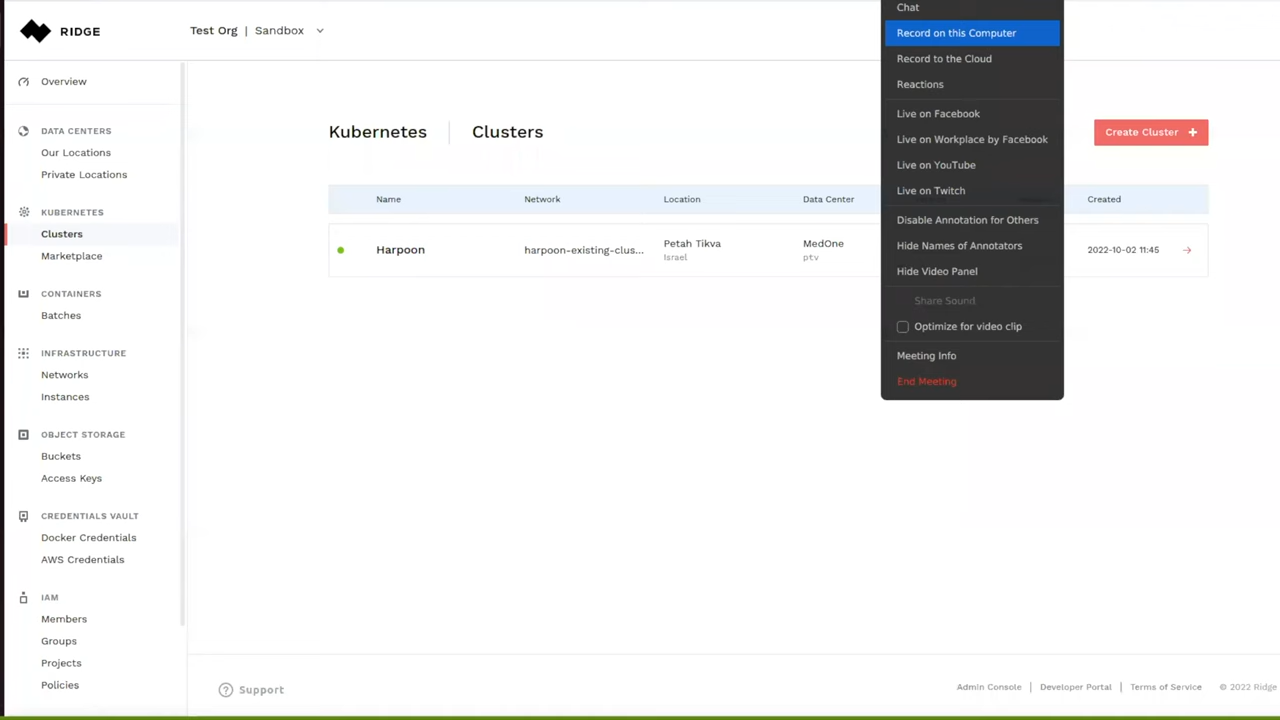 RIDGE
Test Org | Sandbox
Overview
DATA CENTERS
Our Locations
Private Locations
KUBERNETES
Clusters
Marketplace
CONTAINERS
Batches
INFRASTRUCTURE
Networks
Instances
OBJECT STORAGE
Buckets
Access Keys
CREDENTIALS VAULT
Docker Credentials
AWS Credentials
IAM
Members
Groups
Projects
Policies
Kubernetes | Clusters
Create Cluster +
Name Network Location Data Center Created
Harpoon harpoon-existing-clus... Petah Tikva MedOne 2022-10-02 11:45
Israel ptv
Chat
Record on this Computer
Record to the Cloud
Reactions
Live on Facebook
Live on Workplace by Facebook
Live on YouTube
Live on Twitch
Disable Annotation for Others
Hide Names of Annotators
Hide Video Panel
Share Sound
Optimize for video clip
Meeting Info
End Meeting
? Support
Admin Console | Developer Portal | Terms of Service © 2022 Ridge